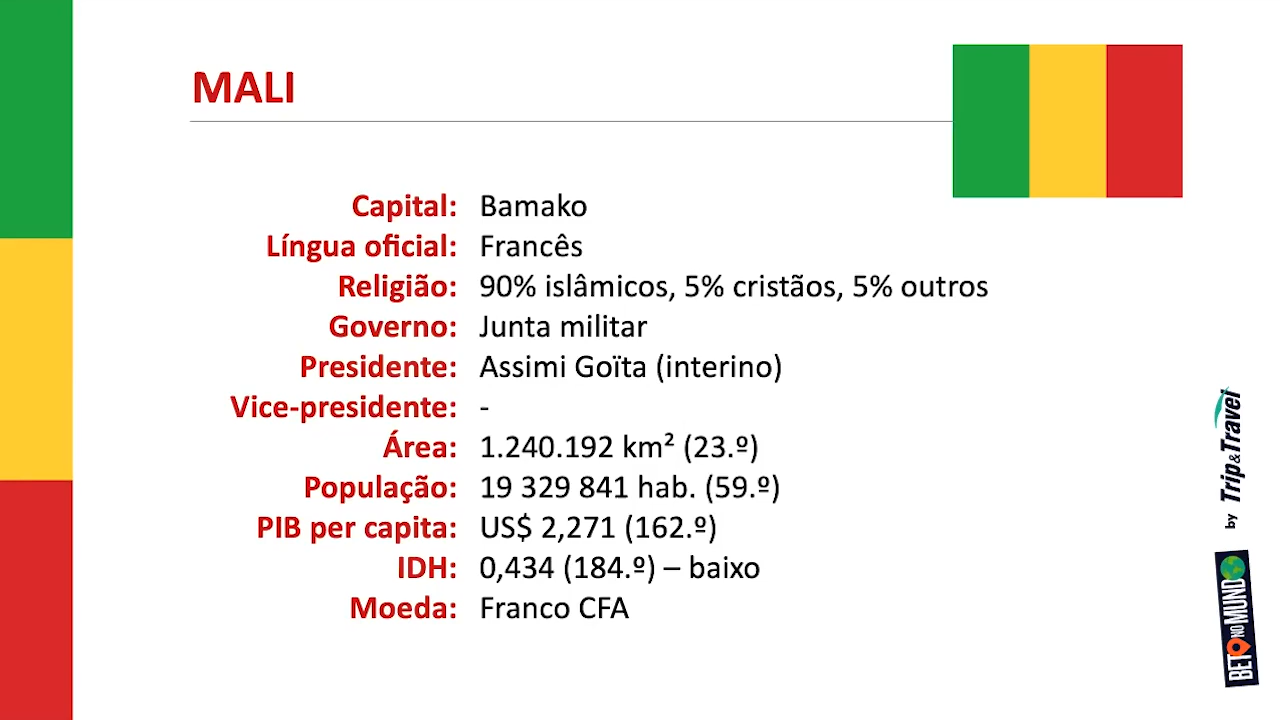 MALI
Capital: Bamako
Língua oficial: Francês
Religião: 90% islâmicos, 5% cristãos, 5% outros
Governo: Junta militar
Presidente: Assimi Goïta (interino)
Vice-presidente: -
Área: 1.240.192 km² (23.º)
População: 19 329 841 hab. (59.º)
PIB per capita: US$ 2,271 (162.º)
IDH: 0,434 (184.º) – baixo
Moeda: Franco CFA
BETO NO MUNDO
by Trip&Travel